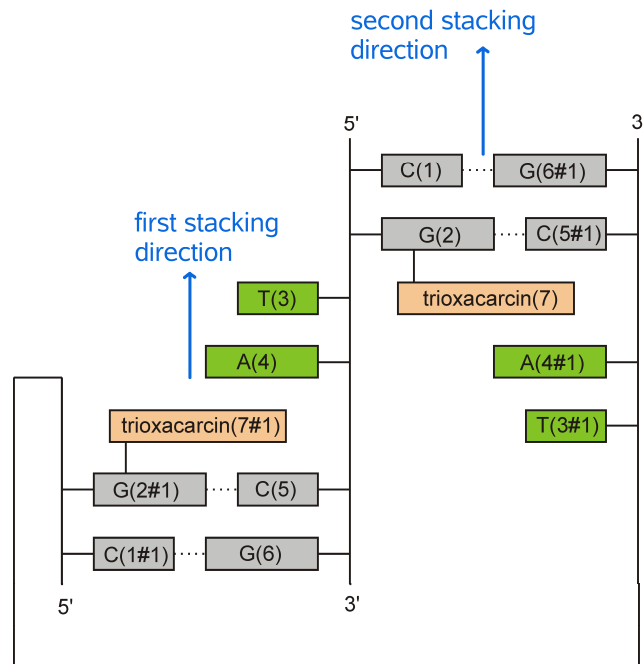 second stacking
direction
5'
3
C(1)
G(6#1)
G(2)
C(5#1)
first stacking
direction
T(3)
trioxacarcin(7)
A(4)
A(4#1)
trioxacarcin(7#1)
T(3#1)
G(2#1)
C(5)
C(1#1)
G(6)
5'
3'